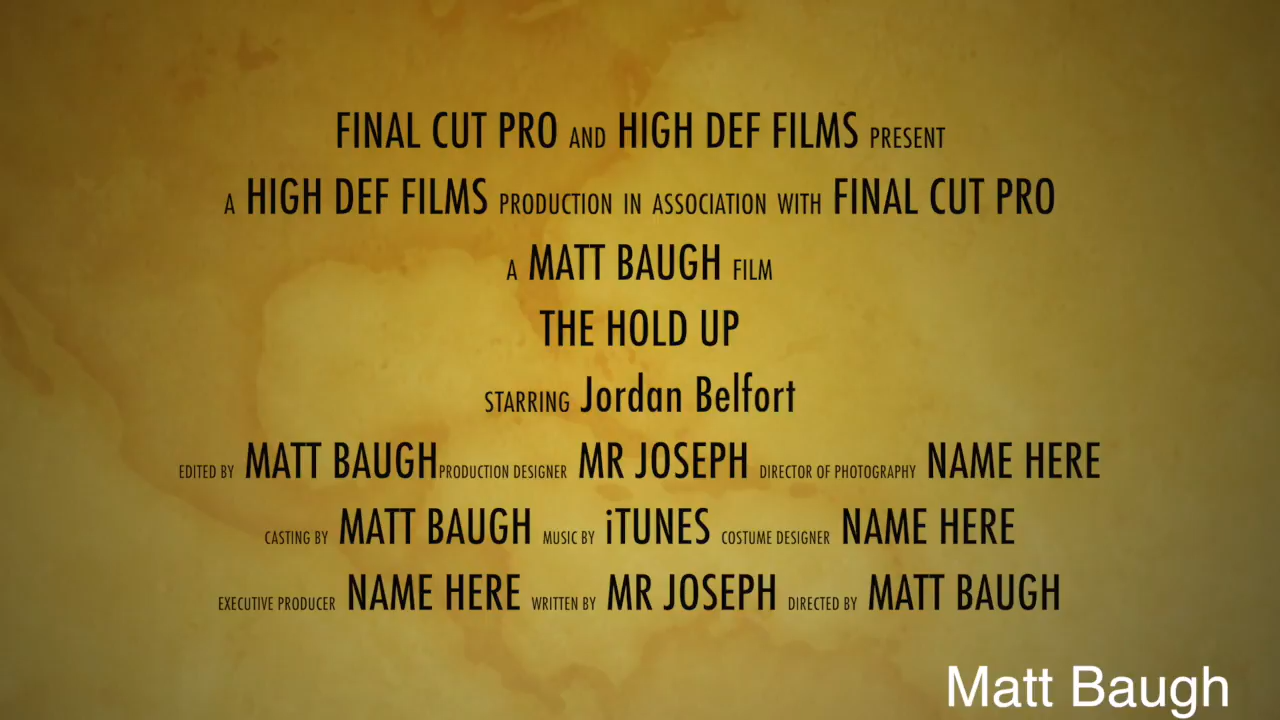 FINAL CUT PRO AND HIGH DEF FILMS PRESENT
A HIGH DEF FILMS PRODUCTION IN ASSOCIATION WITH FINAL CUT PRO
A MATT BAUGH FILM
THE HOLD UP
STARRING Jordan Belfort
EDITED BY MATT BAUGH PRODUCTION DESIGNER MR JOSEPH DIRECTOR OF PHOTOGRAPHY NAME HERE
CASTING BY MATT BAUGH MUSIC BY iTUNES COSTUME DESIGNER NAME HERE
EXECUTIVE PRODUCER NAME HERE WRITTEN BY MR JOSEPH DIRECTED BY MATT BAUGH
Matt Baugh